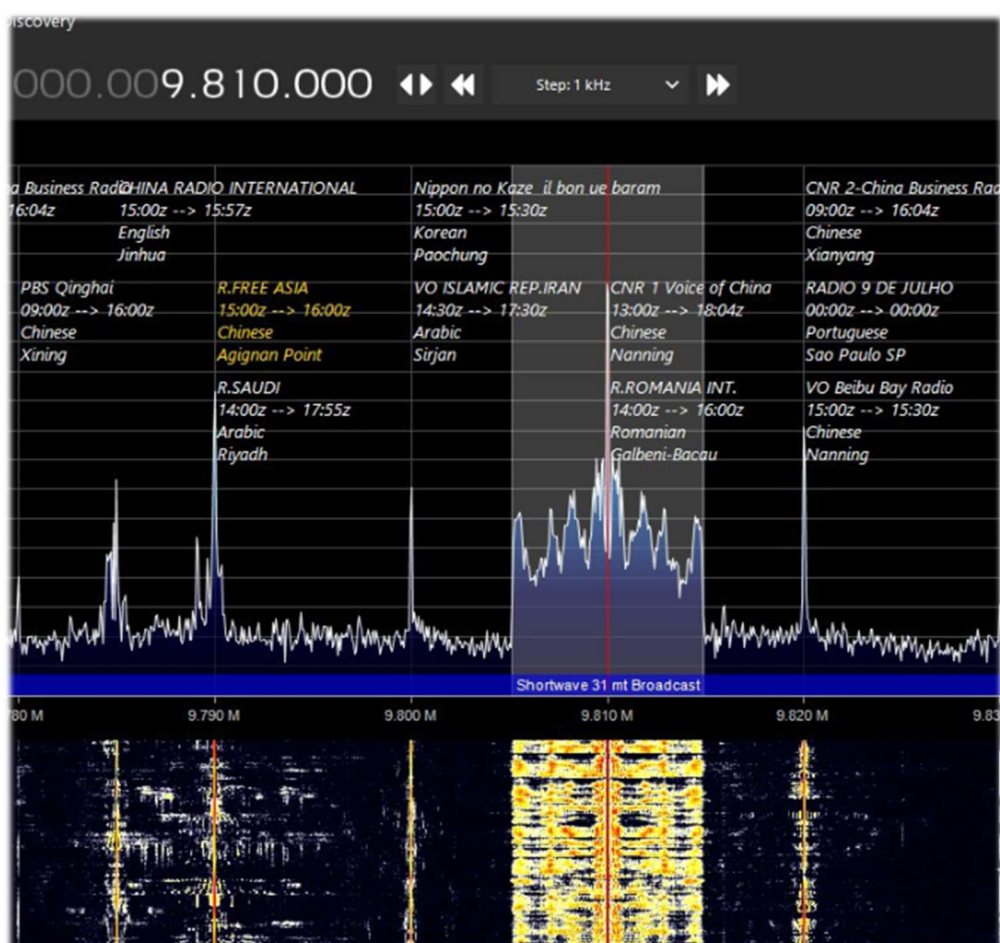 Discovery
000.009.810.000
Step: 1 kHz
Business Radio
16:04z
CHINA RADIO INTERNATIONAL
15:00z --> 15:57z
English
Jinhua
Nippon no Kaze il bon ue baram
15:00z --> 15:30z
Korean
Paochung
CNR 2-China Business Rad
09:00z --> 16:04z
Chinese
Xianyang
PBS Qinghai
09:00z --> 16:00z
Chinese
Xining
R.FREE ASIA
15:00z --> 16:00z
Chinese
Agignan Point
VO ISLAMIC REP.IRAN
14:30z --> 17:30z
Arabic
Sirjan
CNR 1 Voice of China
13:00z --> 18:04z
Chinese
Nanning
RADIO 9 DE JULHO
00:00z --> 00:00z
Portuguese
Sao Paulo SP
R.SAUDI
14:00z --> 17:55z
Arabic
Riyadh
R.ROMANIA INT.
14:00z --> 16:00z
Romanian
Galbeni-Bacau
VO Beibu Bay Radio
15:00z --> 15:30z
Chinese
Nanning
Shortwave 31 mt Broadcast
780 M
9.790 M
9.800 M
9.810 M
9.820 M
9.83